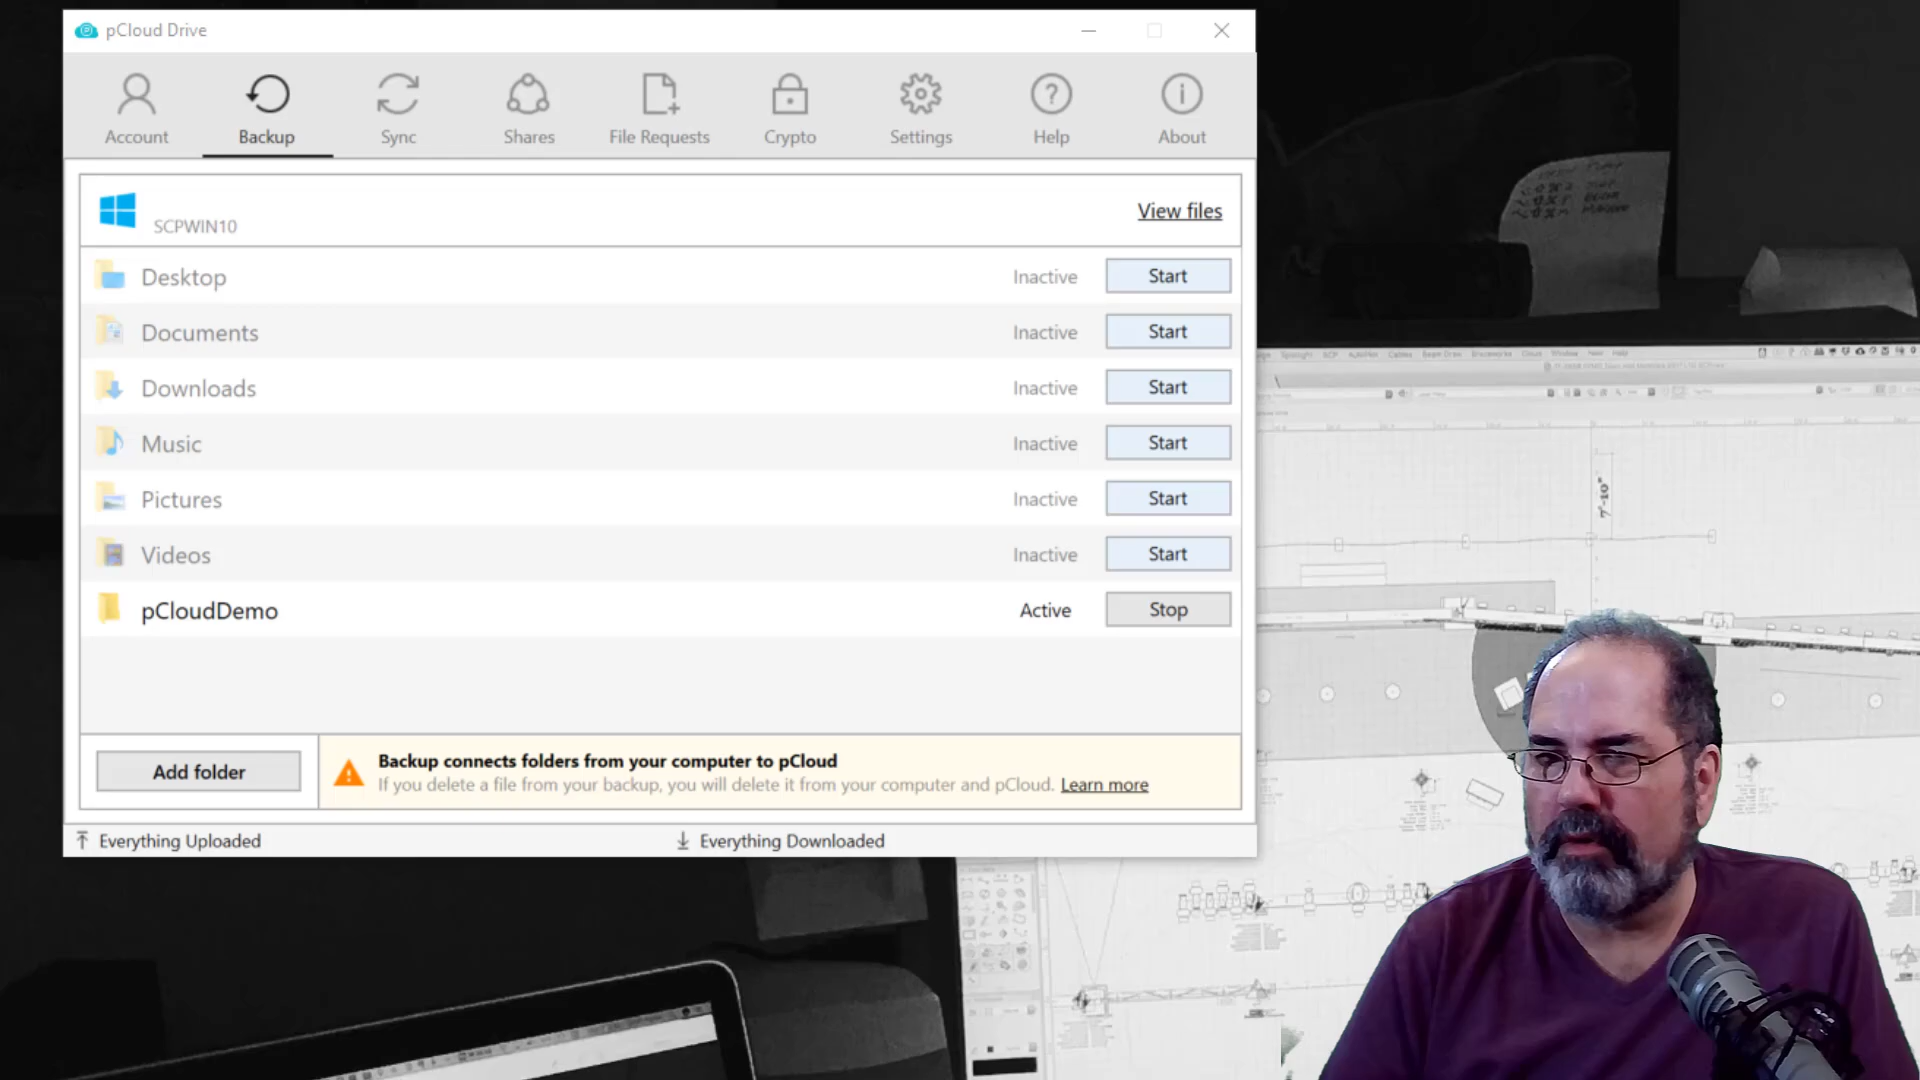 pCloud Drive
Account
Backup
Sync
Shares
File Requests
Crypto
Settings
Help
About
SCPWIN10
View files
Desktop Inactive Start
Documents Inactive Start
Downloads Inactive Start
Music Inactive Start
Pictures Inactive Start
Videos Inactive Start
pCloudDemo Active Stop
Add folder
Backup connects folders from your computer to pCloud
If you delete a file from your backup, you will delete it from your computer and pCloud. Learn more
Everything Uploaded
Everything Downloaded
7'-10"